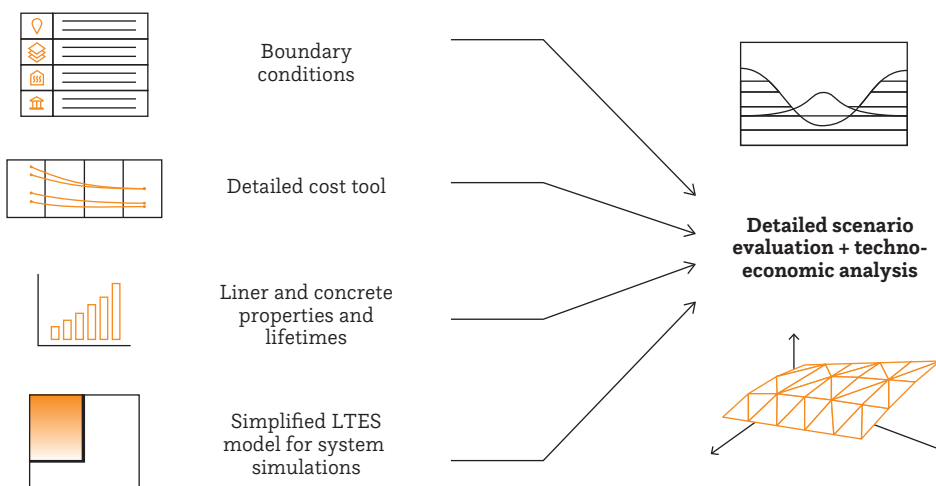 Boundary
conditions
Detailed cost tool
Liner and concrete
properties and
lifetimes
Simplified LTES
model for system
simulations
Detailed scenario
evaluation + techno-
economic analysis